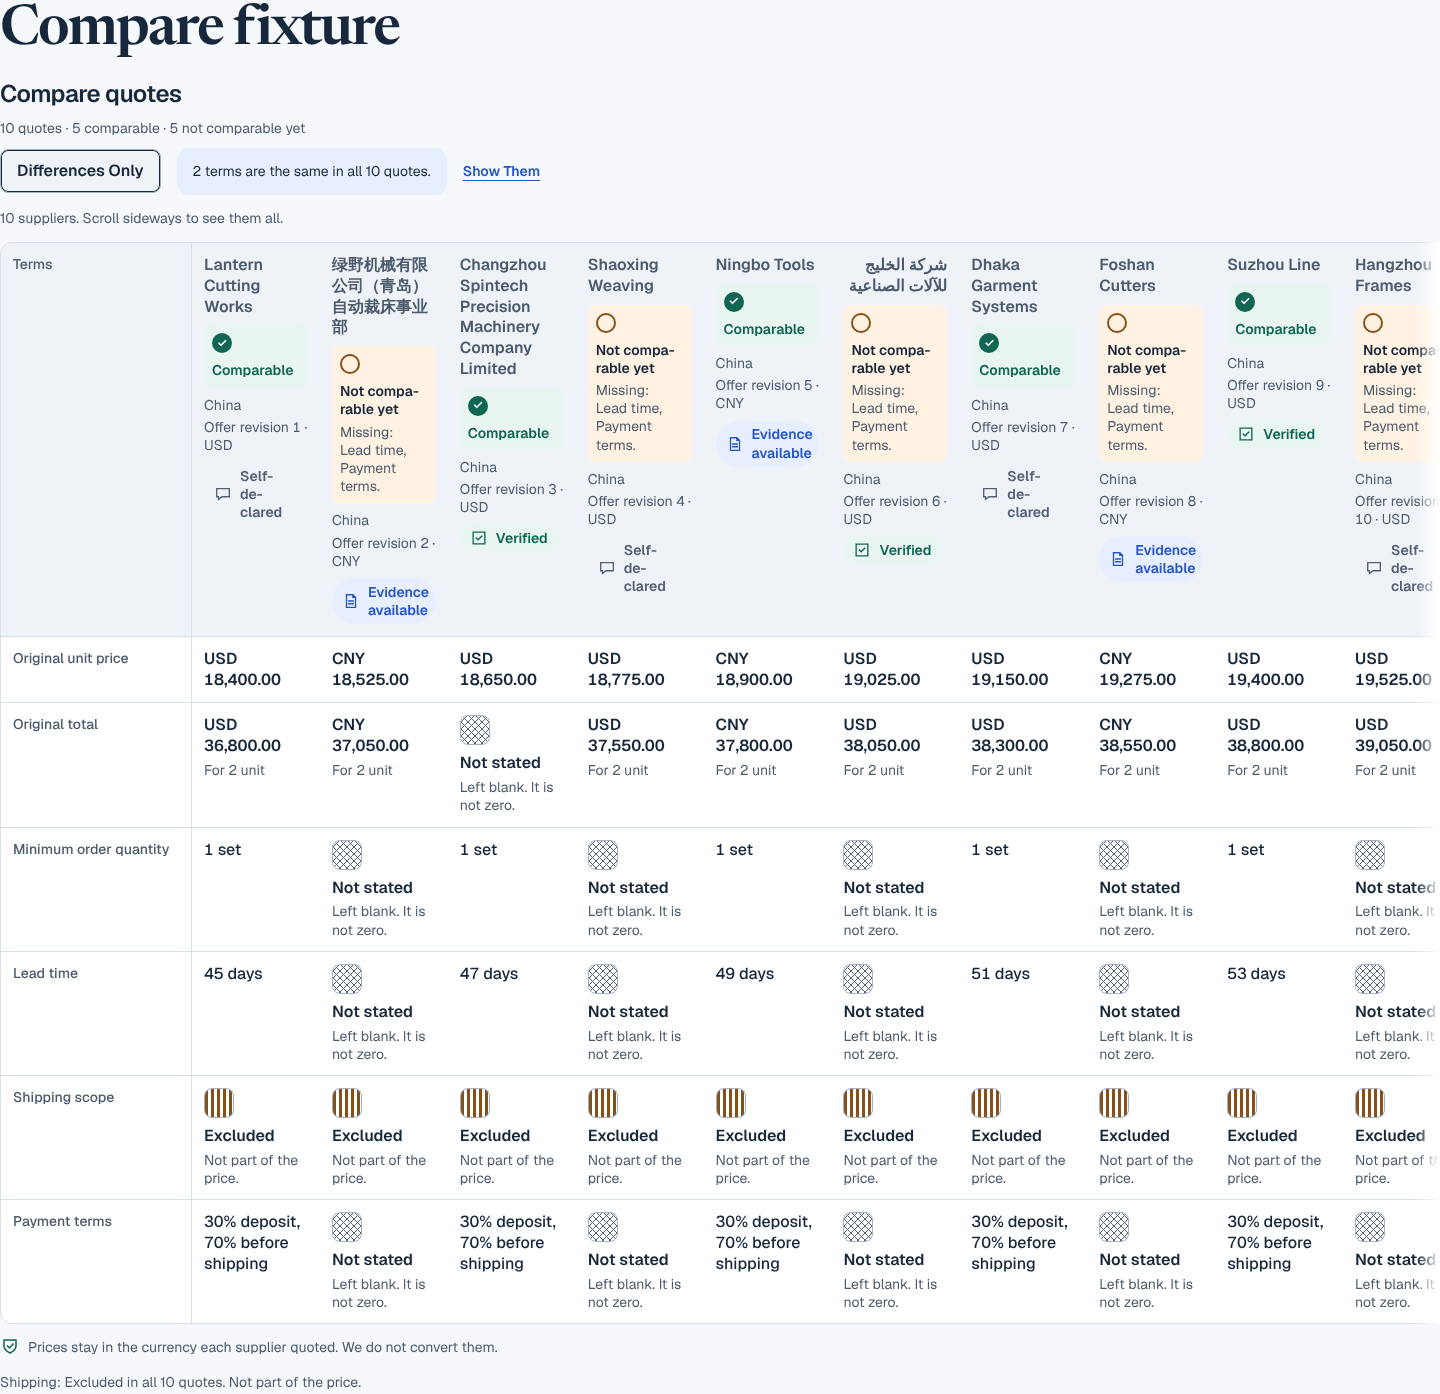 Compare fixture
Compare quotes
10 quotes · 5 comparable · 5 not comparable yet
Differences Only
2 terms are the same in all 10 quotes.
Show Them
10 suppliers. Scroll sideways to see them all.
Terms
Lantern
Cutting
Works
Comparable
China
Offer revision 1 ·
USD
Self-
de-
clared
绿野机械有限
公司（青岛）
自动裁床事业
部
Not compa-
rable yet
Missing:
Lead time,
Payment
terms.
China
Offer revision 2 ·
CNY
Evidence
available
Changzhou
Spintech
Precision
Machinery
Company
Limited
Comparable
China
Offer revision 3 ·
USD
Verified
Shaoxing
Weaving
Not compa-
rable yet
Missing:
Lead time,
Payment
terms.
China
Offer revision 4 ·
USD
Self-
de-
clared
Ningbo Tools
Comparable
China
Offer revision 5 ·
CNY
Evidence
available
شركة الخليج
للآلات الصناعية
Not compa-
rable yet
Missing:
Lead time,
Payment
terms.
China
Offer revision 6 ·
USD
Verified
Dhaka
Garment
Systems
Comparable
China
Offer revision 7 ·
USD
Self-
de-
clared
Foshan
Cutters
Not compa-
rable yet
Missing:
Lead time,
Payment
terms.
China
Offer revision 8 ·
CNY
Evidence
available
Suzhou Line
Comparable
China
Offer revision 9 ·
USD
Verified
Hangzhou
Frames
Not compa-
rable yet
Missing:
Lead time,
Payment
terms.
China
Offer revision
10 · USD
Self-
de-
clared
Original unit price
USD
18,400.00
CNY
18,525.00
USD
18,650.00
USD
18,775.00
CNY
18,900.00
USD
19,025.00
USD
19,150.00
CNY
19,275.00
USD
19,400.00
USD
19,525.00
Original total
USD
36,800.00
For 2 unit
CNY
37,050.00
For 2 unit
Not stated
Left blank. It is
not zero.
USD
37,550.00
For 2 unit
CNY
37,800.00
For 2 unit
USD
38,050.00
For 2 unit
USD
38,300.00
For 2 unit
CNY
38,550.00
For 2 unit
USD
38,800.00
For 2 unit
USD
39,050.00
For 2 unit
Minimum order quantity
1 set
Not stated
Left blank. It is
not zero.
1 set
Not stated
Left blank. It is
not zero.
1 set
Not stated
Left blank. It is
not zero.
1 set
Not stated
Left blank. It is
not zero.
1 set
Not stated
Left blank. It
not zero.
Lead time
45 days
Not stated
Left blank. It is
not zero.
47 days
Not stated
Left blank. It is
not zero.
49 days
Not stated
Left blank. It is
not zero.
51 days
Not stated
Left blank. It is
not zero.
53 days
Not stated
Left blank. It
not zero.
Shipping scope
Excluded
Not part of the
price.
Excluded
Not part of the
price.
Excluded
Not part of the
price.
Excluded
Not part of the
price.
Excluded
Not part of the
price.
Excluded
Not part of the
price.
Excluded
Not part of the
price.
Excluded
Not part of the
price.
Excluded
Not part of the
price.
Excluded
Not part of
price.
Payment terms
30% deposit,
70% before
shipping
Not stated
Left blank. It is
not zero.
30% deposit,
70% before
shipping
Not stated
Left blank. It is
not zero.
30% deposit,
70% before
shipping
Not stated
Left blank. It is
not zero.
30% deposit,
70% before
shipping
Not stated
Left blank. It is
not zero.
30% deposit,
70% before
shipping
Not stated
Left blank. It
not zero.
Prices stay in the currency each supplier quoted. We do not convert them.
Shipping: Excluded in all 10 quotes. Not part of the price.